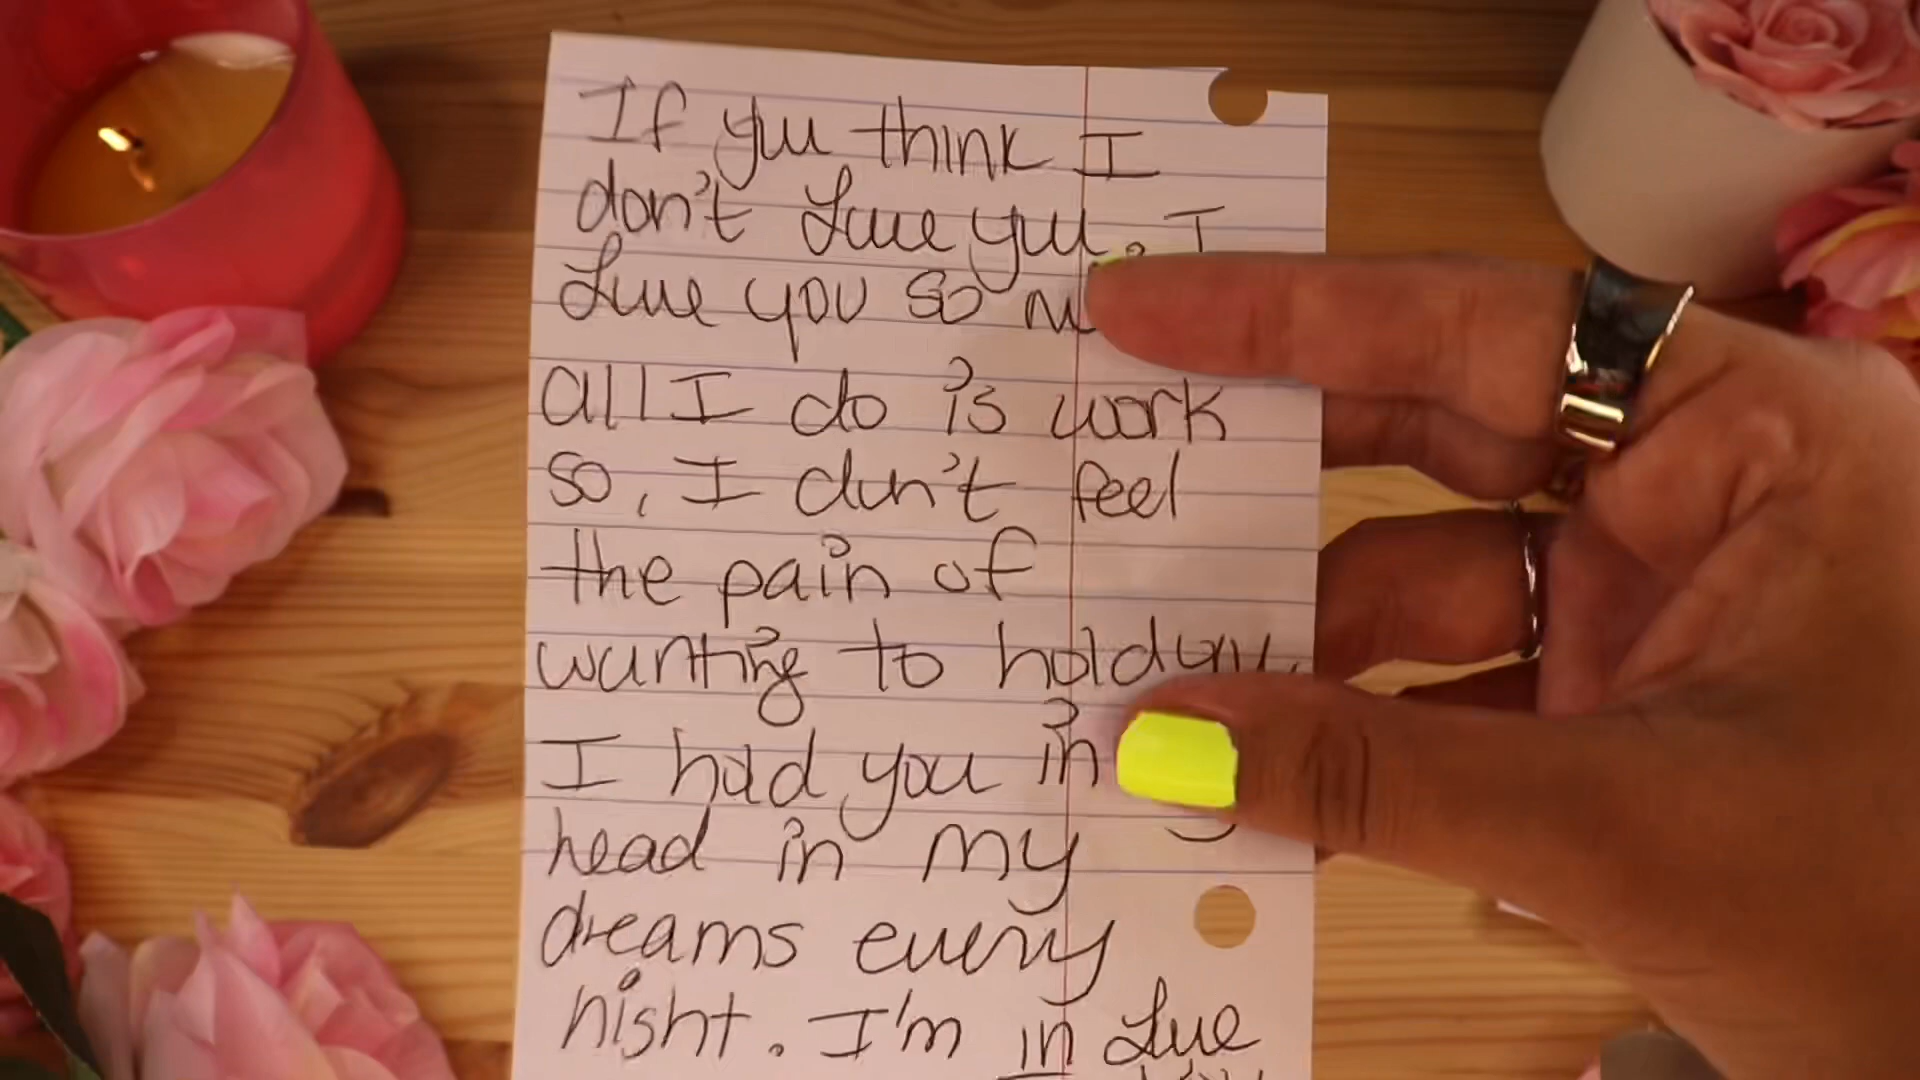 If you think I
don't Love you. I
Love you so
all I do is work
so, I don't feel
the pain of
wanting to hold you.
I hold you in
head in my
dreams every
night. I'm in Love